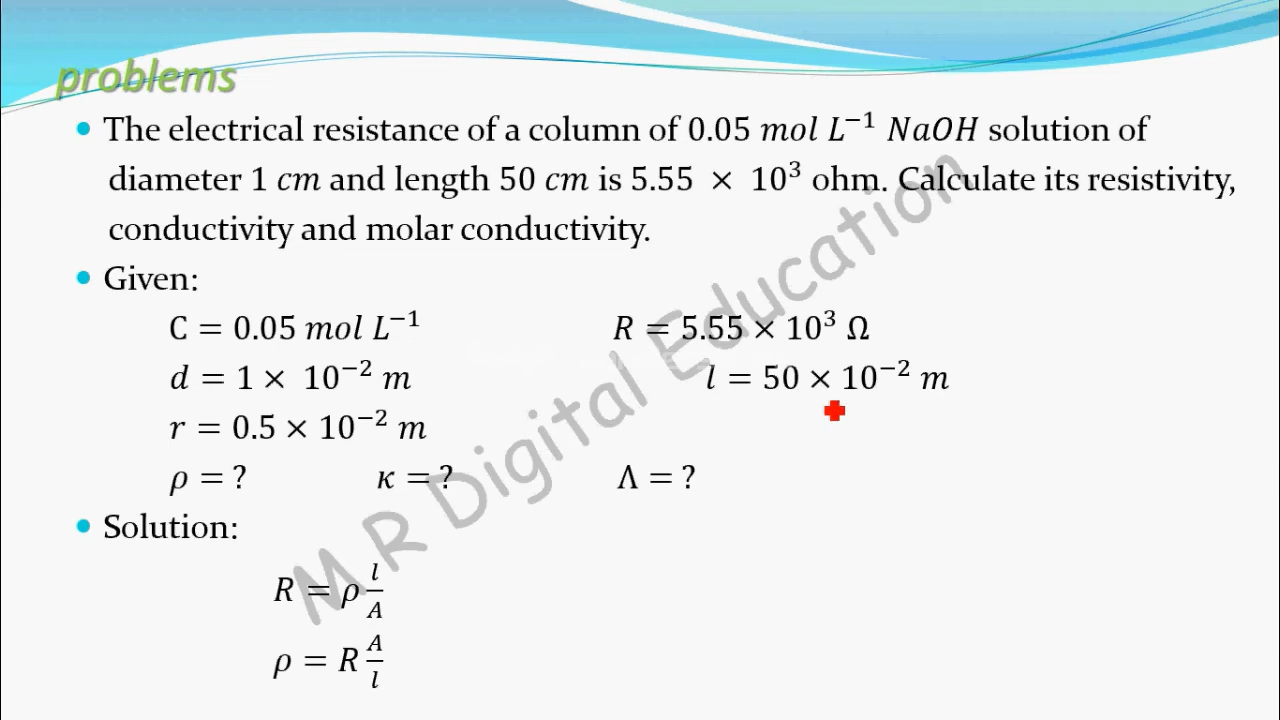 problems
• The electrical resistance of a column of 0.05 mol L⁻¹ NaOH solution of
diameter 1 cm and length 50 cm is 5.55 × 10³ ohm. Calculate its resistivity,
conductivity and molar conductivity.
• Given:
C = 0.05 mol L⁻¹ R = 5.55 × 10³ Ω
d = 1 × 10⁻² m l = 50 × 10⁻² m
r = 0.5 × 10⁻² m
ρ = ? κ = ? Λ = ?
• Solution:
R = ρ l/A
ρ = R A/l
M R Digital Education